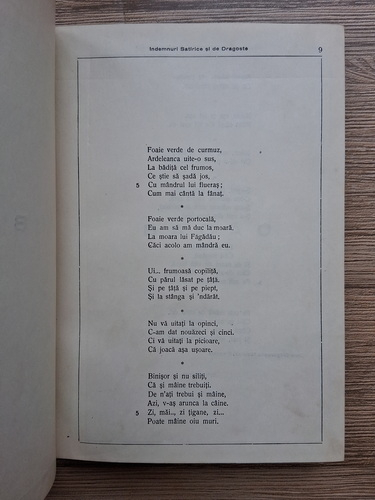 Indemnuri Satirice și de Dragoste
9
Foaie verde de curmuz,
Ardeleanca uite-o sus,
La bădița cel frumos,
Ce știe să șadă jos,
5 Cu mândrul lui flueraș;
Cum mai cântă la fânaț.
*
Foaie verde portocală,
Eu am să mă duc la moară.
La moara lui Făgădău;
Căci acolo am mândră eu.
*
Ui... frumoasă copiliță,
Cu părul lăsat pe țâță.
Și pe țâță și pe piept,
Și la stânga și 'ndărăt.
*
Nu vă uitați la opinci,
C-am dat nouăzeci și cinci.
Ci vă uitați la picioare,
Că joacă așa ușoare.
*
Binișor și nu siliți,
Că și mâine trebuiți.
De n'ați trebui și mâine,
Azi, v-aș arunca la câine.
5 Zi, măi.., zi țigane, zi...
Poate mâine oiu muri.